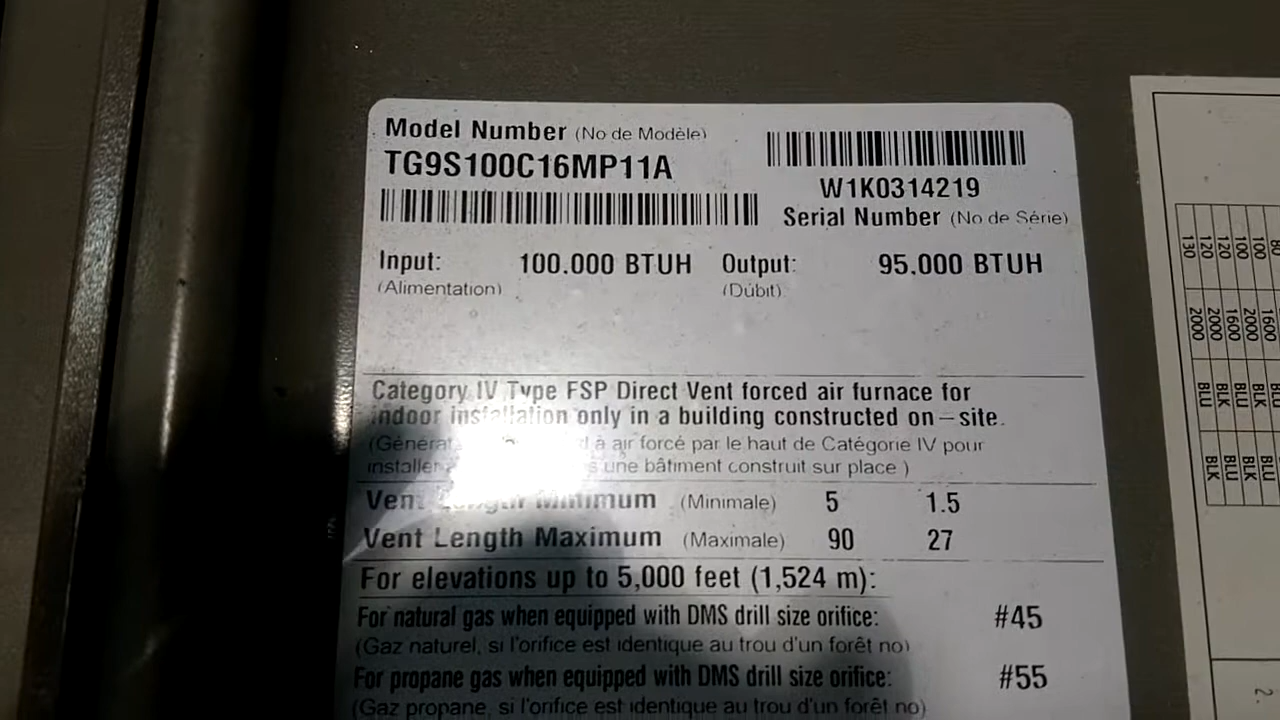 Model Number (No de Modèle)
TG9S100C16MP11A
W1K0314219
Serial Number (No de Série)
Input: 100.000 BTUH Output: 95.000 BTUH
(Alimentation) (Dúbit)
Category IV Type FSP Direct Vent forced air furnace for
indoor installation only in a building constructed on-site.
à air forcé par le haut de Catégorie IV pour
installer une bâtiment construit sur place )
Vent Length Minimum (Minimale) 5 1.5
Vent Length Maximum (Maximale) 90 27
For elevations up to 5,000 feet (1,524 m):
For natural gas when equipped with DMS drill size orifice: #45
(Gaz naturel, si l'orifice est identique au trou d'un forêt no)
For propane gas when equipped with DMS drill size orifice: #55
(Gaz propane, si l'orifice est identique au trou d'un forêt no)
130 2000 BLU
120 2000 BLK BLK
120 1600 BLU BLU
100 2000 BLK BLK
100 1600 BLU BLU
80
2